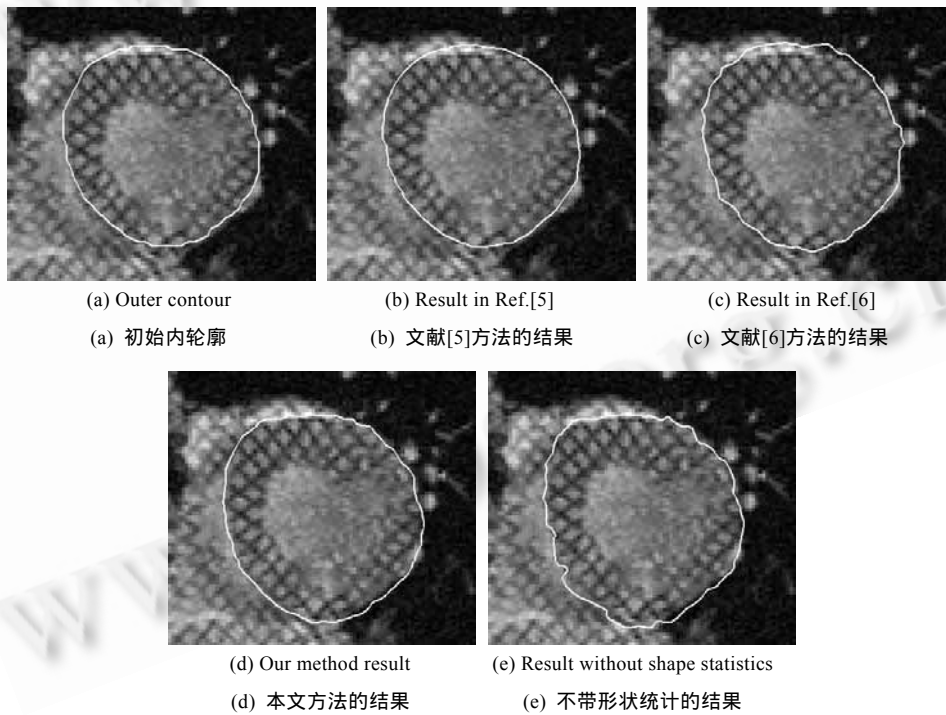 (a) Outer contour
(b) Result in Ref.[5]
(c) Result in Ref.[6]
(a) 初始内轮廓
(b) 文献[5]方法的结果
(c) 文献[6]方法的结果
(d) Our method result
(e) Result without shape statistics
(d) 本文方法的结果
(e) 不带形状统计的结果